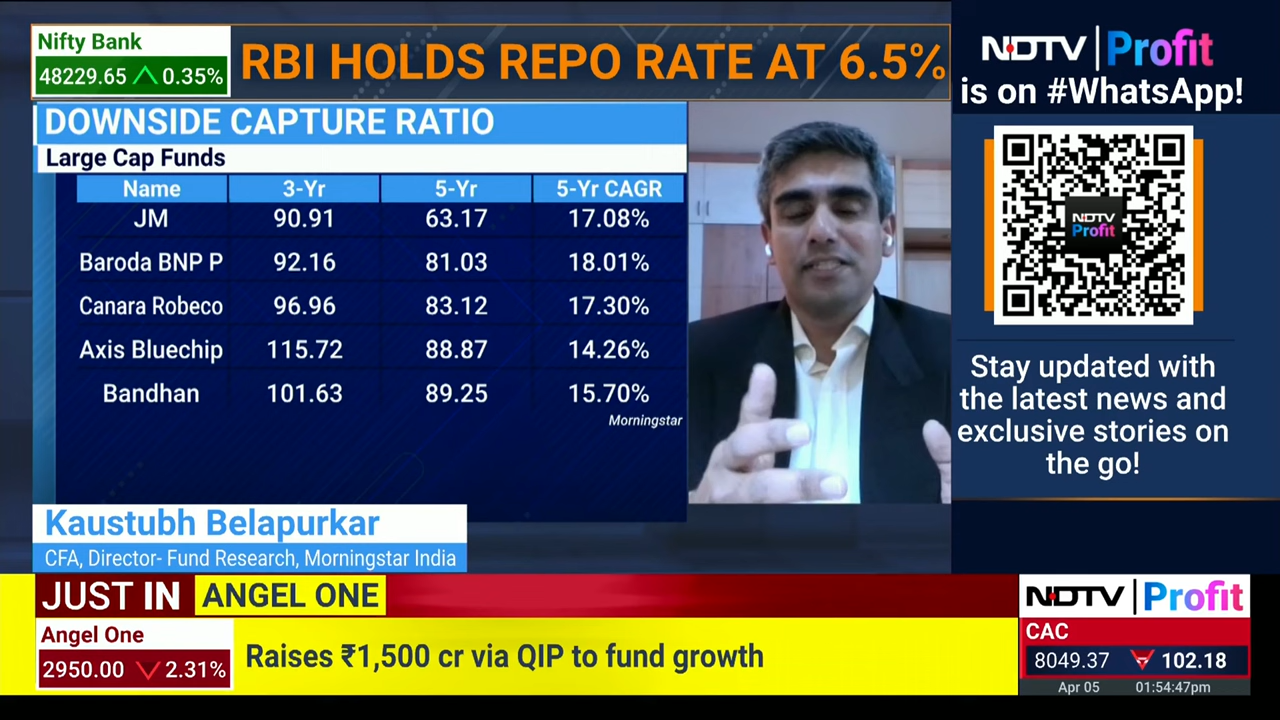 Nifty Bank
48229.65 0.35%
RBI HOLDS REPO RATE AT 6.5%
DOWNSIDE CAPTURE RATIO
Large Cap Funds
Name 3-Yr 5-Yr 5-Yr CAGR
JM 90.91 63.17 17.08%
Baroda BNP P 92.16 81.03 18.01%
Canara Robeco 96.96 83.12 17.30%
Axis Bluechip 115.72 88.87 14.26%
Bandhan 101.63 89.25 15.70%
Morningstar
Kaustubh Belapurkar
CFA, Director- Fund Research, Morningstar India
NDTV Profit
is on #WhatsApp!
NDTV
Profit
Stay updated with
the latest news and
exclusive stories on
the go!
JUST IN ANGEL ONE
Angel One
2950.00 2.31%
Raises ₹1,500 cr via QIP to fund growth
NDTV Profit
CAC
8049.37 102.18
Apr 05 01:54:47pm